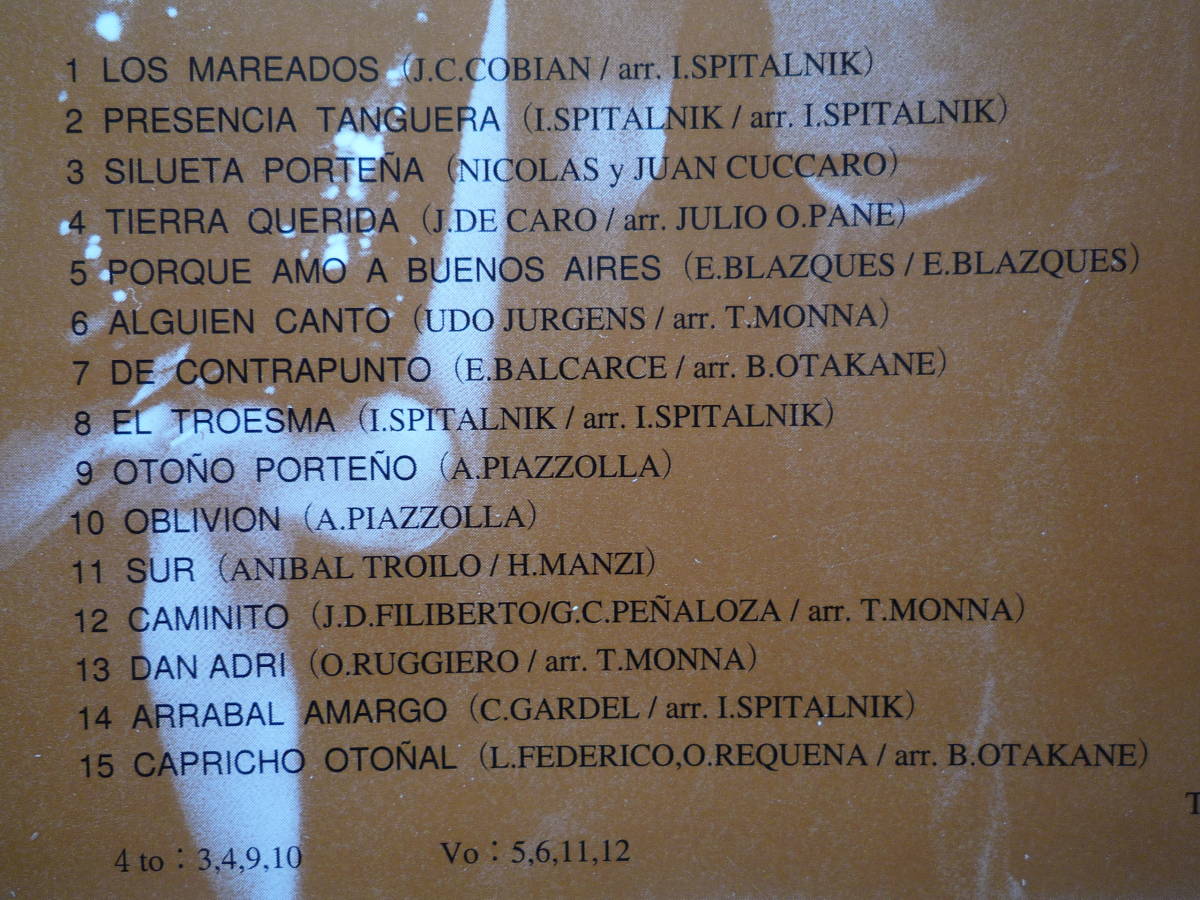 1 LOS MAREADOS (J.C.COBIAN / arr. I.SPITALNIK)
2 PRESENCIA TANGUERA (I.SPITALNIK / arr. I.SPITALNIK)
3 SILUETA PORTEÑA (NICOLAS y JUAN CUCCARO)
4 TIERRA QUERIDA (J.DE CARO / arr. JULIO O.PANE)
5 PORQUE AMO A BUENOS AIRES (E.BLAZQUES / E.BLAZQUES)
6 ALGUIEN CANTO (UDO JURGENS / arr. T.MONNA)
7 DE CONTRAPUNTO (E.BALCARCE / arr. B.OTAKANE)
8 EL TROESMA (I.SPITALNIK / arr. I.SPITALNIK)
9 OTOÑO PORTEÑO (A.PIAZZOLLA)
10 OBLIVION (A.PIAZZOLLA)
11 SUR (ANIBAL TROILO / H.MANZI)
12 CAMINITO (J.D.FILIBERTO/G.C.PEÑALOZA / arr. T.MONNA)
13 DAN ADRI (O.RUGGIERO / arr. T.MONNA)
14 ARRABAL AMARGO (C.GARDEL / arr. I.SPITALNIK)
15 CAPRICHO OTOÑAL (L.FEDERICO,O.REQUENA / arr. B.OTAKANE)
T
4 to : 3,4,9,10 Vo : 5,6,11,12